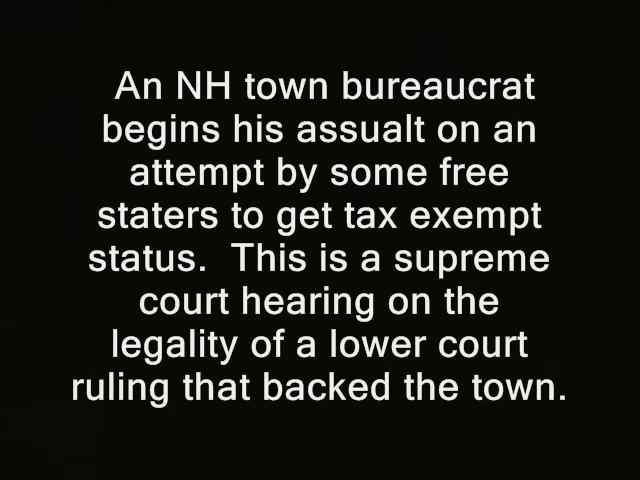 An NH town bureaucrat
begins his assualt on an
attempt by some free
staters to get tax exempt
status.  This is a supreme
court hearing on the
legality of a lower court
ruling that backed the town.